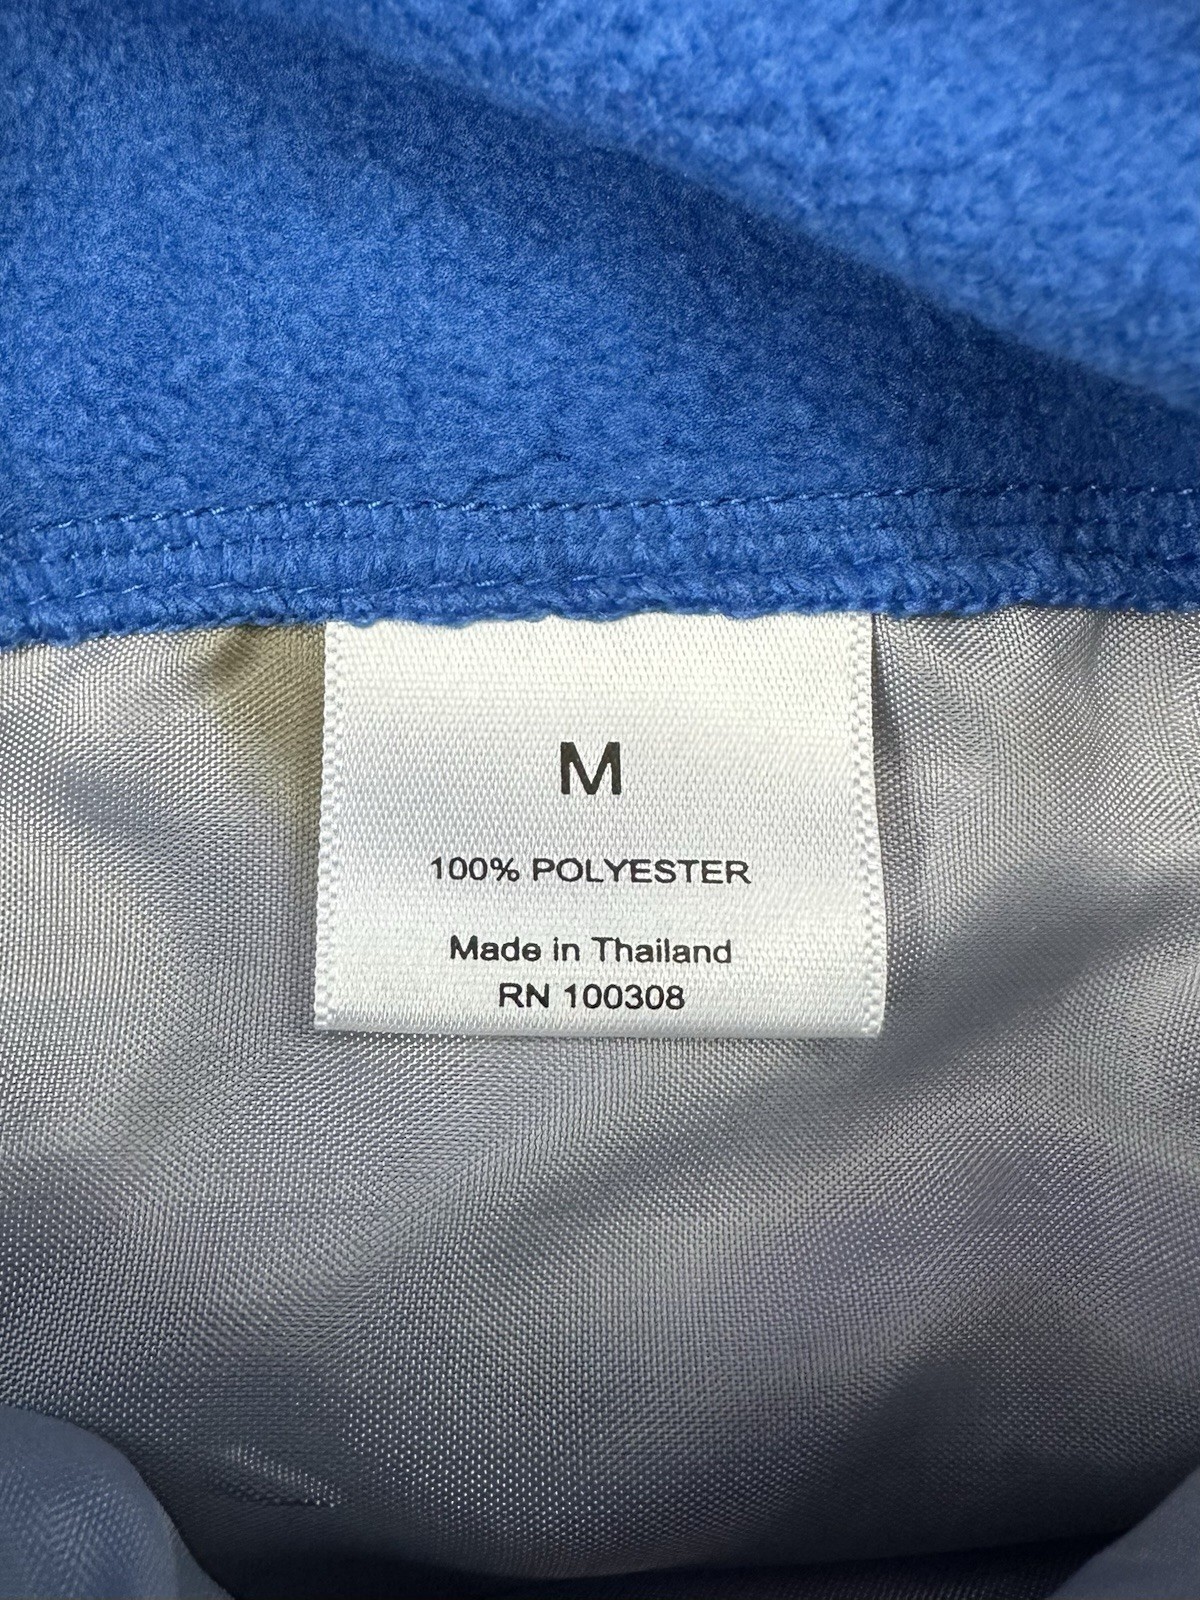 M
100% POLYESTER
Made in Thailand
RN 100308